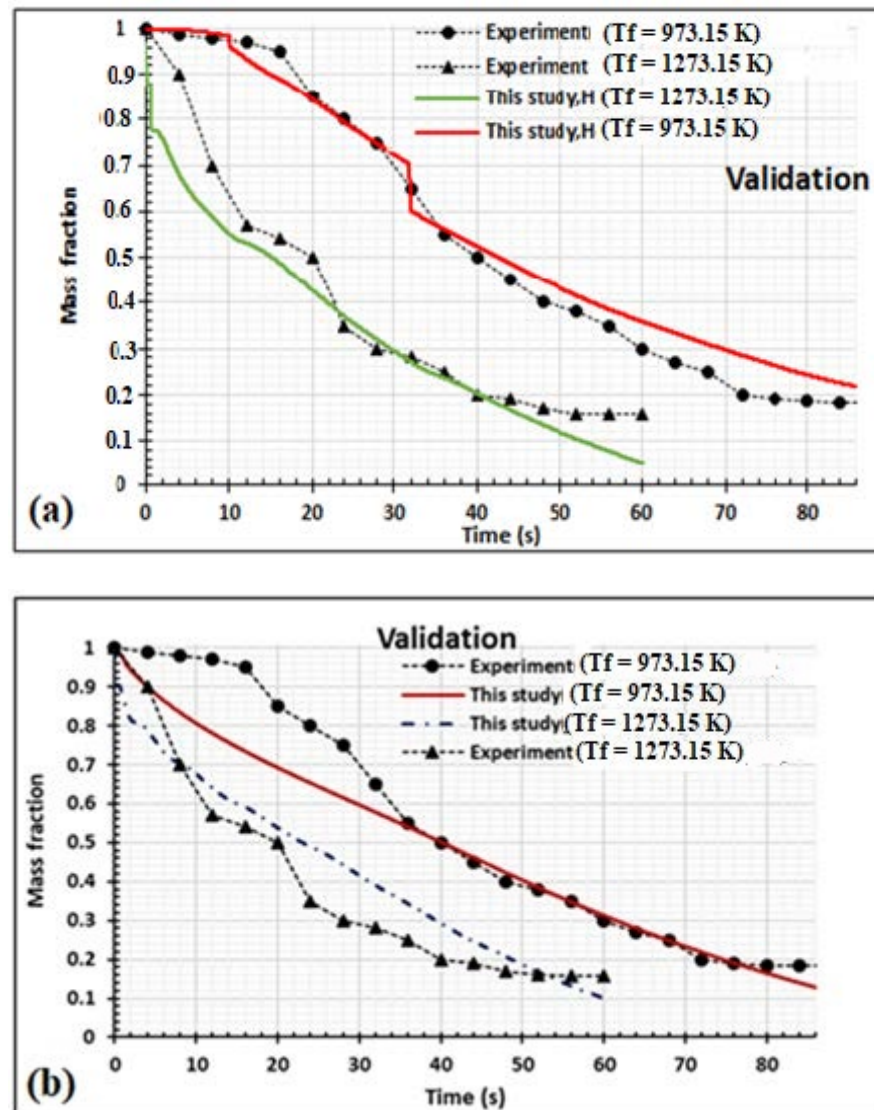 1
0.9
0.8
0.7
0.6
0.5
0.4
0.3
0.2
0.1
0
Mass fraction
Experiment (Tf = 973.15 K)
Experiment (Tf = 1273.15 K)
This study,H (Tf = 1273.15 K)
This study,H (Tf = 973.15 K)
Validation
0 10 20 30 40 50 60 70 80
Time (s)
(a)
Validation
1
0.9
0.8
0.7
0.6
0.5
0.4
0.3
0.2
0.1
0
Mass fraction
Experiment (Tf = 973.15 K)
This study (Tf = 973.15 K)
This study (Tf = 1273.15 K)
Experiment (Tf = 1273.15 K)
0 10 20 30 40 50 60 70 80
Time (s)
(b)